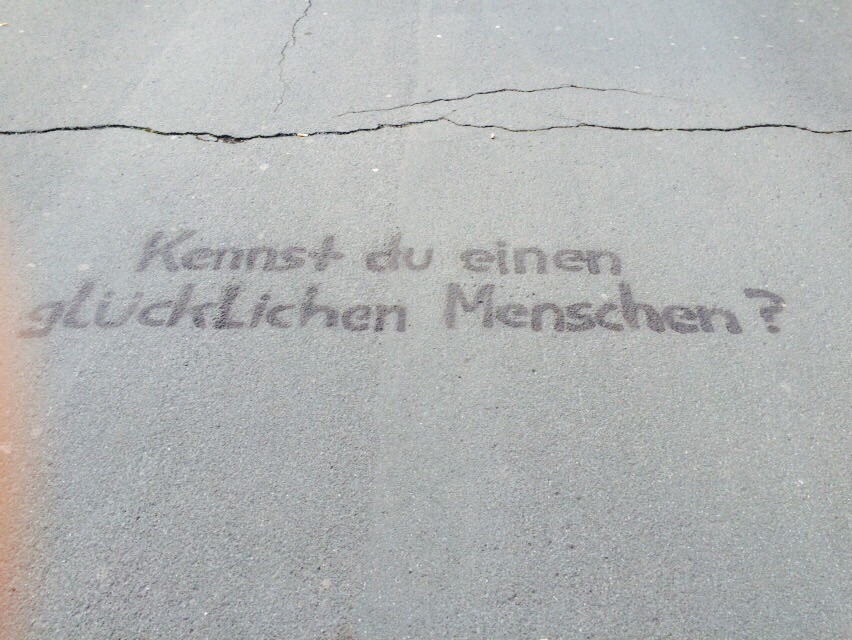 Kennst du einen
glücklichen Menschen?